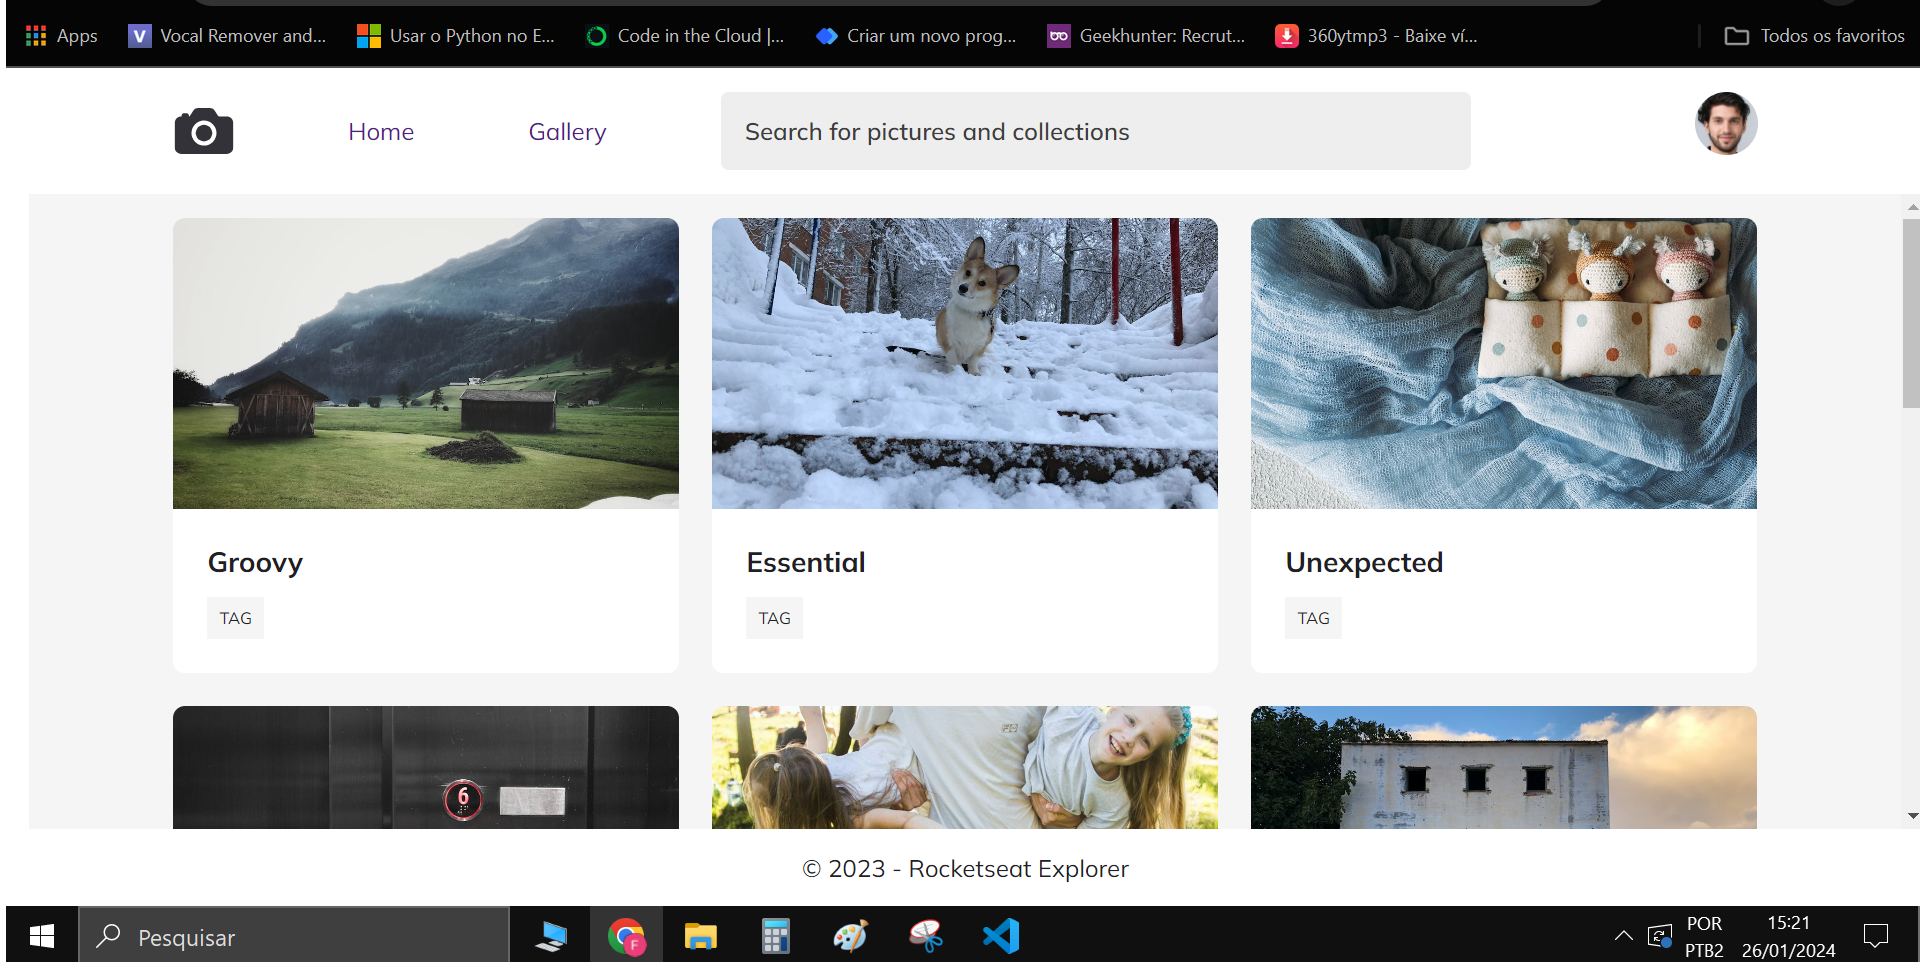 Apps
Vocal Remover and...
Usar o Python no E...
Code in the Cloud |...
Criar um novo prog...
Geekhunter: Recrut...
360ytmp3 - Baixe ví...
Todos os favoritos
Home
Gallery
Search for pictures and collections
Groovy
Essential
Unexpected
TAG
TAG
TAG
6
© 2023 - Rocketseat Explorer
Pesquisar
F
POR
PTB2
15:21
26/01/2024